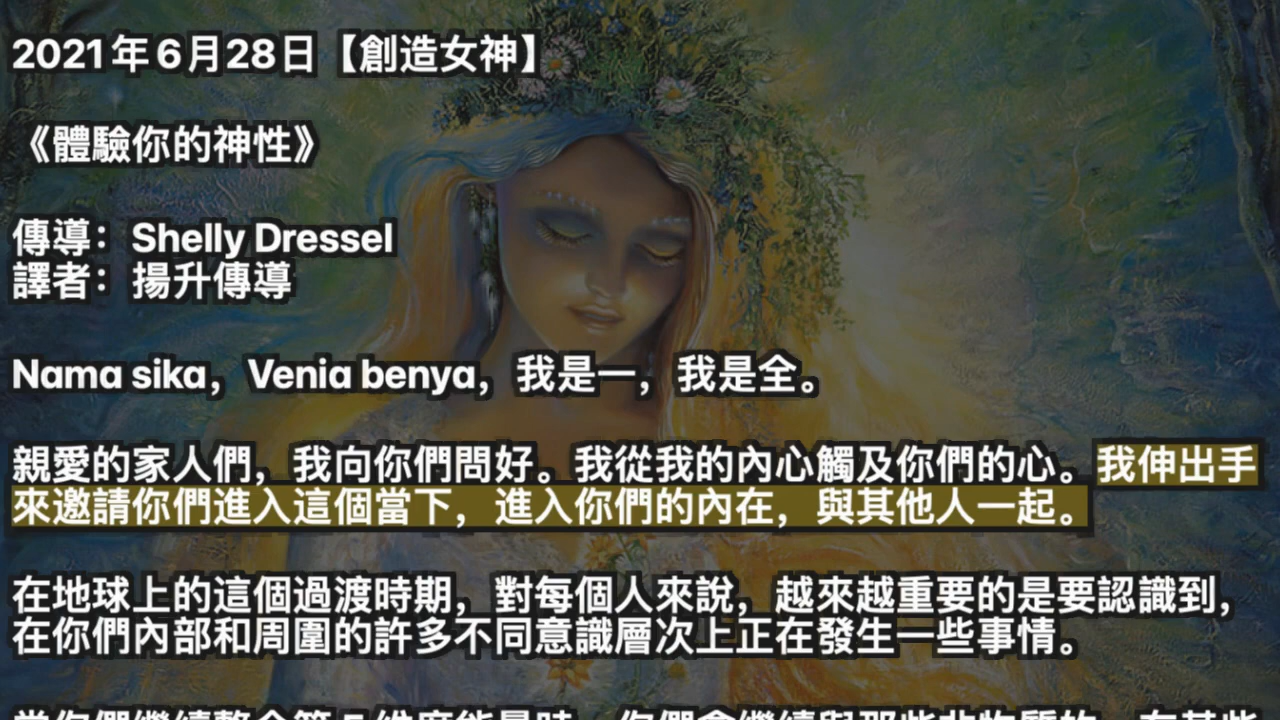 2021年6月28日【創造女神】
《體驗你的神性》
傳導：Shelly Dressel
譯者：揚升傳導
Nama sika，Venia benya，我是一，我是全。
親愛的家人們，我向你們問好。我從我的內心觸及你們的心。我伸出手
來邀請你們進入這個當下，進入你們的內在，與其他人一起。
在地球上的這個過渡時期，對每個人來說，越來越重要的是要認識到，
在你們內部和周圍的許多不同意識層次上正在發生一些事情。